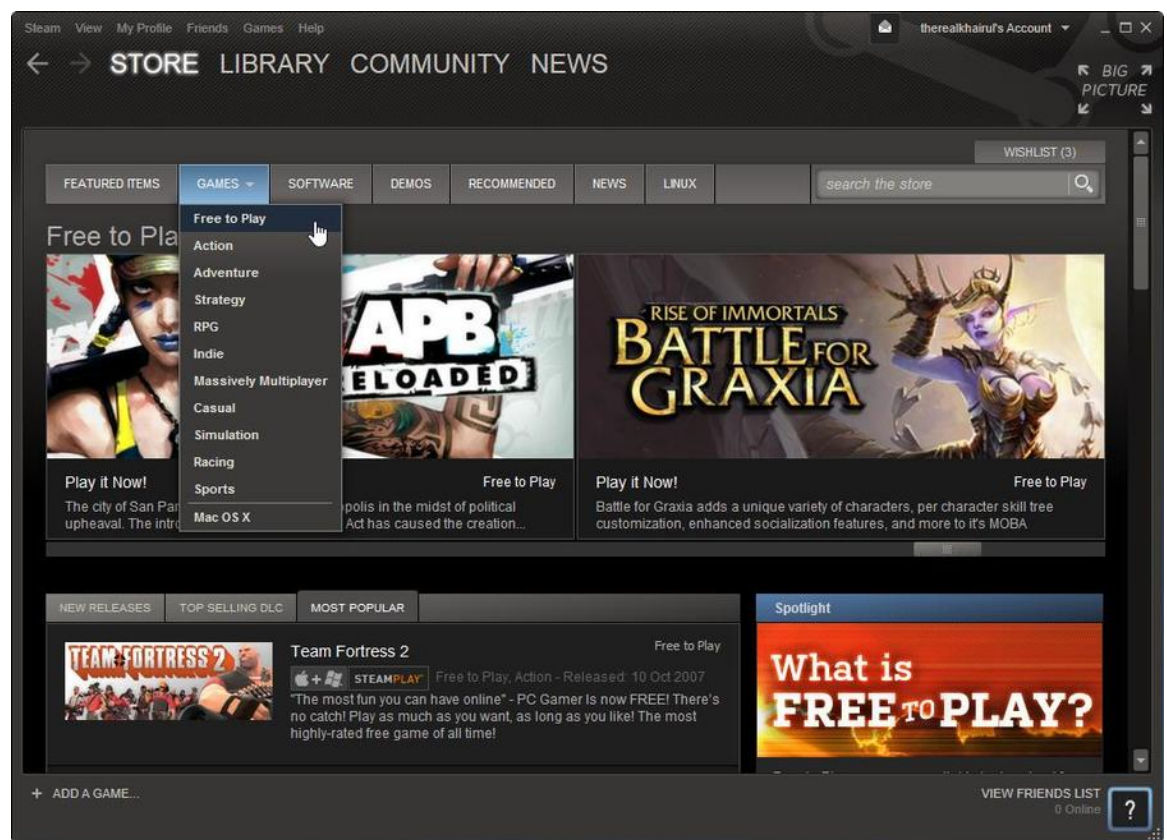 Steam View My Profile Friends Games Help
therealkhairul's Account
STORE LIBRARY COMMUNITY NEWS
BIG
PICTURE
WISHLIST (3)
FEATURED ITEMS GAMES SOFTWARE DEMOS RECOMMENDED NEWS LINUX
search the store
Free to Pla
Free to Play
Action
Adventure
Strategy
RPG
Indie
Massively Multiplayer
Casual
Simulation
Racing
Sports
Mac OS X
APB
ELOADED
RISE OF IMMORTALS
BATTLE FOR
GRAXIA
Play it Now! Free to Play
The city of San Par opolis in the midst of political
upheaval. The intro Act has caused the creation...
Play it Now! Free to Play
Battle for Graxia adds a unique variety of characters, per character skill tree
customization, enhanced socialization features, and more to it's MOBA
NEW RELEASES TOP SELLING DLC MOST POPULAR
TEAM FORTRESS 2
Team Fortress 2 Free to Play
+ STEAMPLAY Free to Play, Action - Released: 10 Oct 2007
"The most fun you can have online" - PC Gamer Is now FREE! There's
no catch! Play as much as you want, as long as you like! The most
highly-rated free game of all time!
Spotlight
What is
FREE TO PLAY?
+ ADD A GAME...
VIEW FRIENDS LIST
0 Online
?